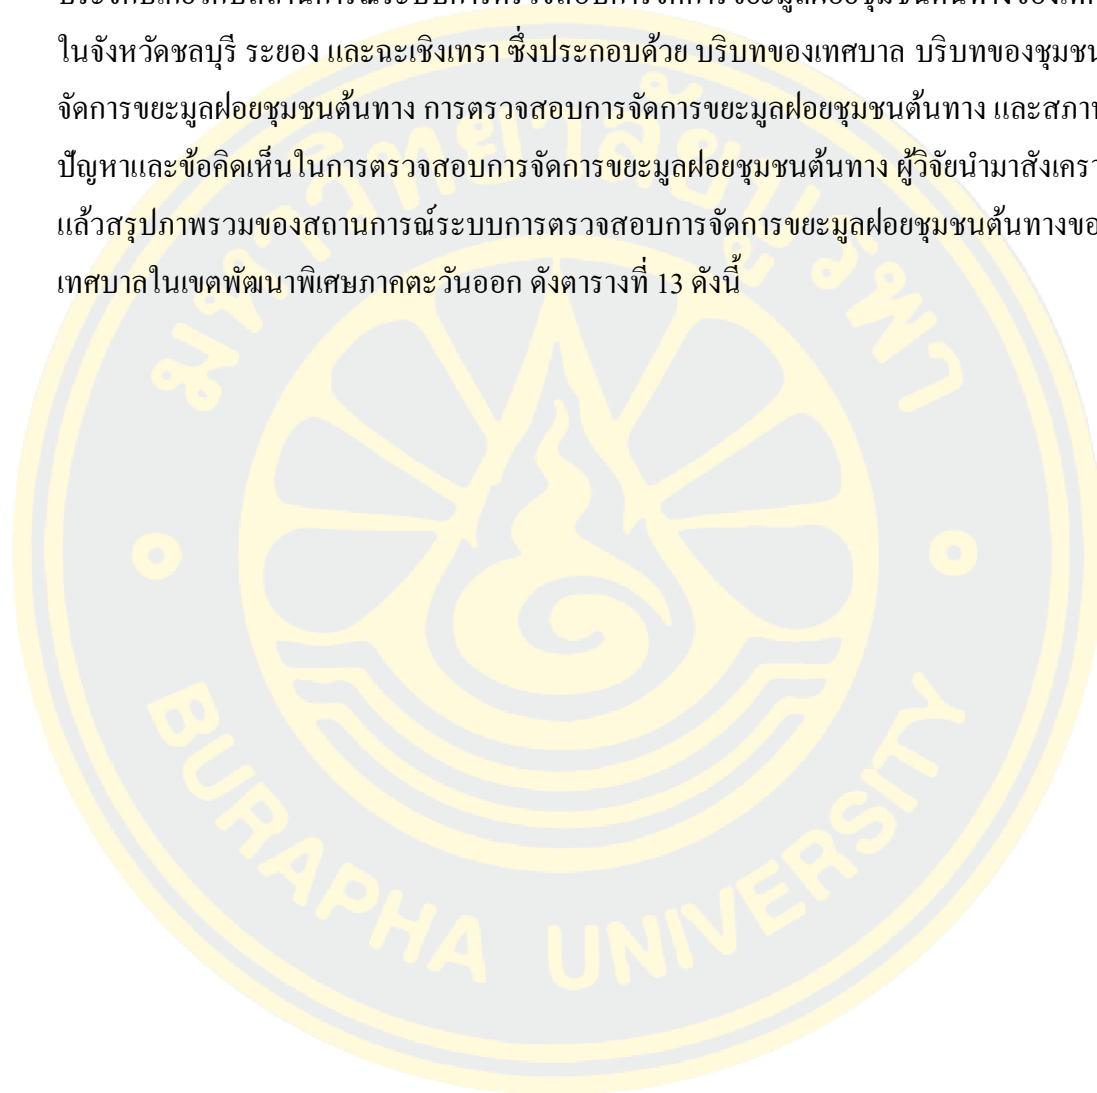 ในจังหวัดชลบุรี ระยอง และฉะเชิงเทรา ซึ่งประกอบด้วย บริบทของเทศบาล บริบทของชุมชน
จัดการขยะมูลฝอยชุมชนต้นทาง การตรวจสอบการจัดการขยะมูลฝอยชุมชนต้นทาง และสภาพ
ปัญหาและข้อคิดเห็นในการตรวจสอบการจัดการขยะมูลฝอยชุมชนต้นทาง ผู้วิจัยนำมาสังเคราะ
แล้วสรุปภาพรวมของสถานการณ์ระบบการตรวจสอบการจัดการขยะมูลฝอยชุมชนต้นทางขอ
เทศบาลในเขตพัฒนาพิเศษภาคตะวันออก ดังตารางที่ 13 ดังนี้
มหาวิทยาลัยบูรพา
BURAPHA UNIVERSITY